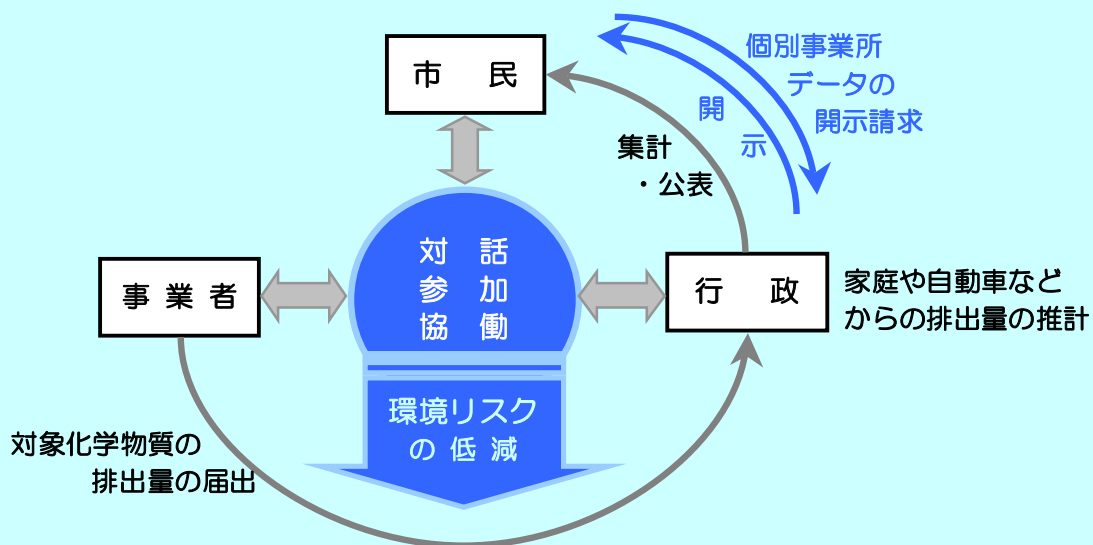 市 民
個別事業所
データの
開示請求
開
示
集計
・公表
対 話
参 加
協 働
事 業 者
行 政
家庭や自動車など
からの排出量の推計
環境リスク
の 低 減
対象化学物質の
排出量の届出